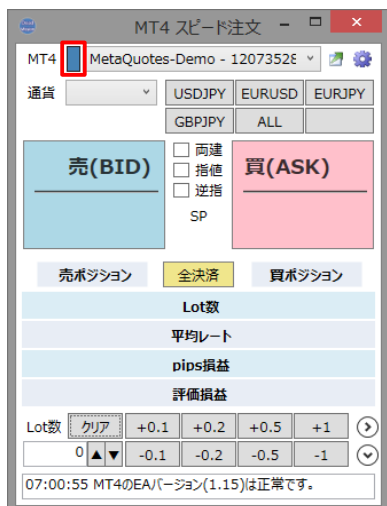 MT4 スピード注文
MT4 MetaQuotes-Demo - 12073528
通貨 USDJPY EURUSD EURJPY
GBPJPY ALL
売(BID) 両建 買(ASK)
指値
逆指
SP
売ポジション 全決済 買ポジション
Lot数
平均レート
pips損益
評価損益
Lot数 クリア +0.1 +0.2 +0.5 +1
0 ▲ ▼ -0.1 -0.2 -0.5 -1
07:00:55 MT4のEAバージョン(1.15)は正常です。